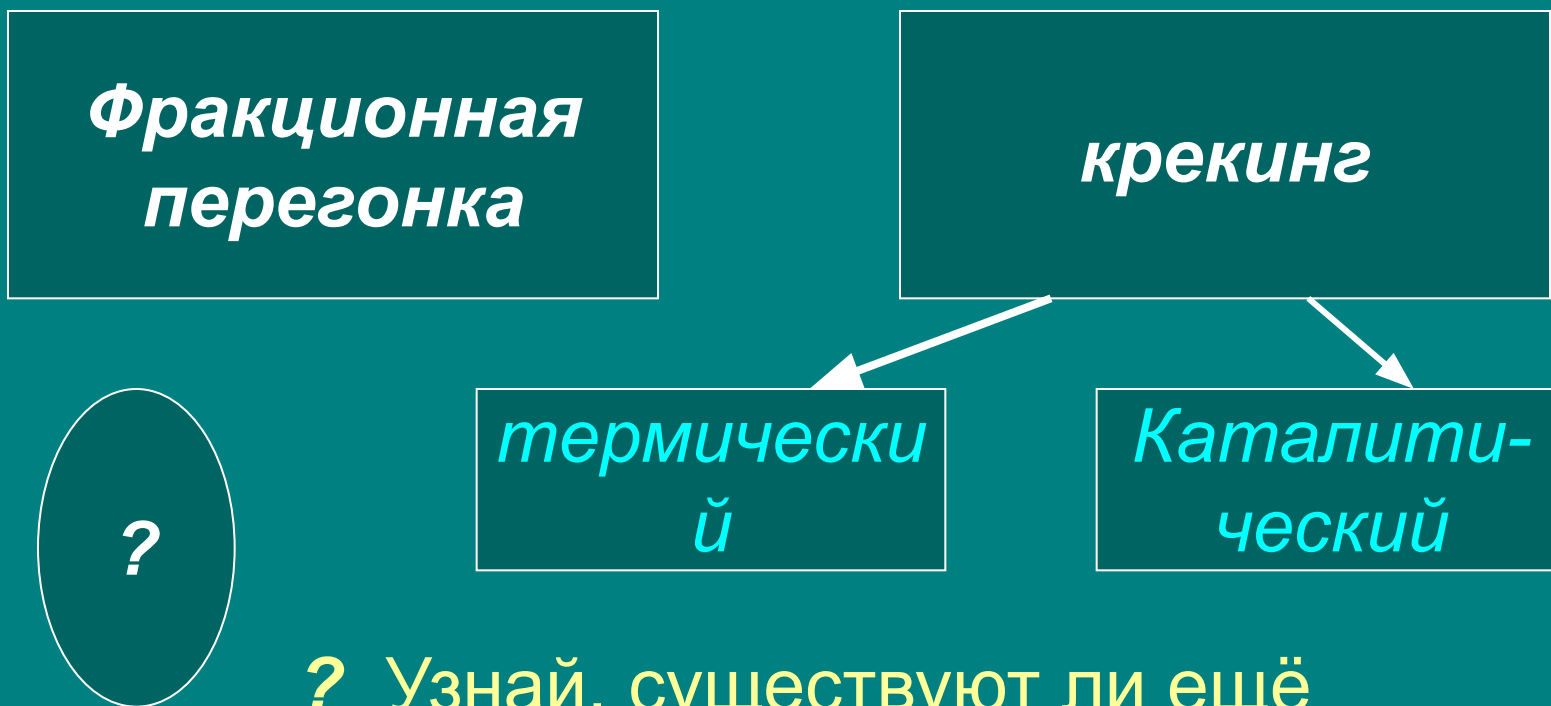 Фракционная
перегонка
крекинг
термически
й
Каталити-
ческий
?
? Узнай, существуют ли ещё